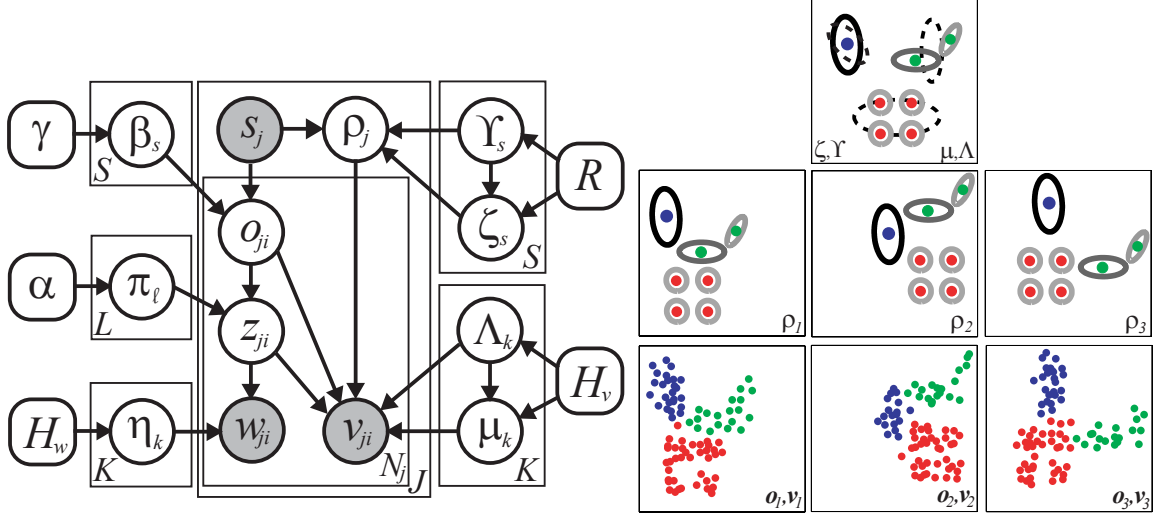 γ
β_s
S
s_j
ρ_j
ϒ_s
R
ζ_s
S
o_ji
α
π_ℓ
L
z_ji
Λ_k
H_v
H_w
η_k
K
w_ji
v_ji
N_j
J
μ_k
K
ζ,ϒ
μ,Λ
ρ_1
ρ_2
ρ_3
o_1,v_1
o_2,v_2
o_3,v_3